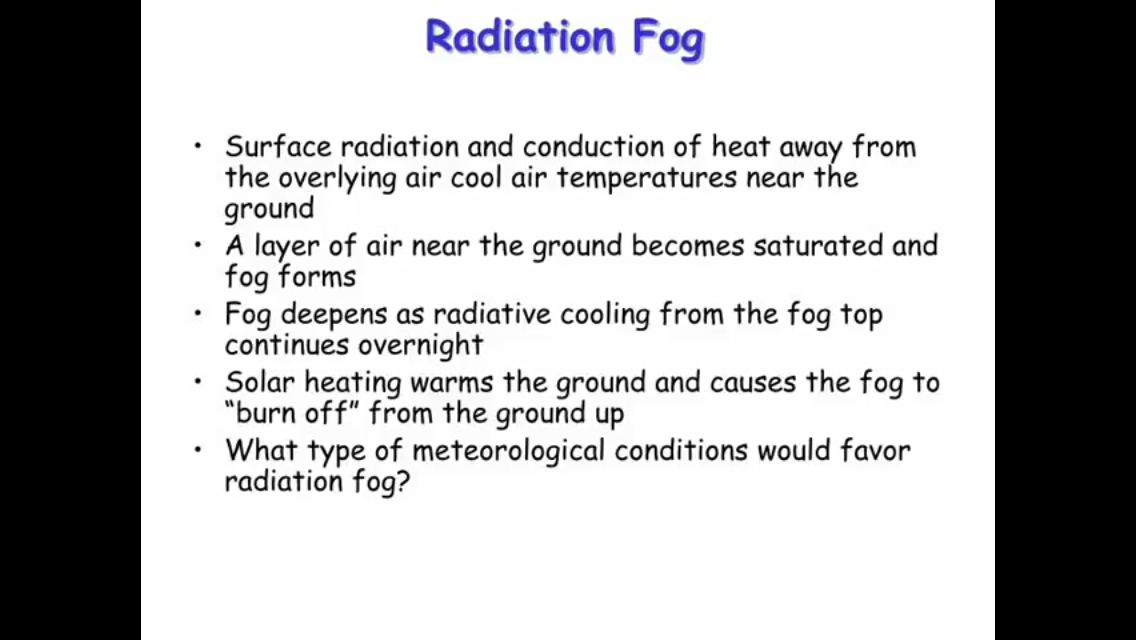 Radiation Fog
• Surface radiation and conduction of heat away from
the overlying air cool air temperatures near the
ground
• A layer of air near the ground becomes saturated and
fog forms
• Fog deepens as radiative cooling from the fog top
continues overnight
• Solar heating warms the ground and causes the fog to
“burn off” from the ground up
• What type of meteorological conditions would favor
radiation fog?